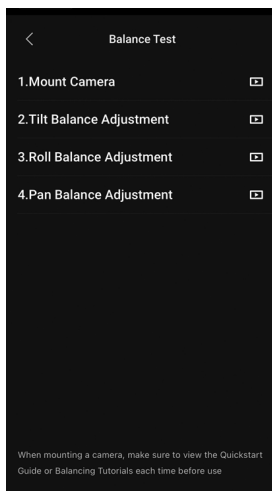 Balance Test
1.Mount Camera
2.Tilt Balance Adjustment
3.Roll Balance Adjustment
4.Pan Balance Adjustment
When mounting a camera, make sure to view the Quickstart
Guide or Balancing Tutorials each time before use